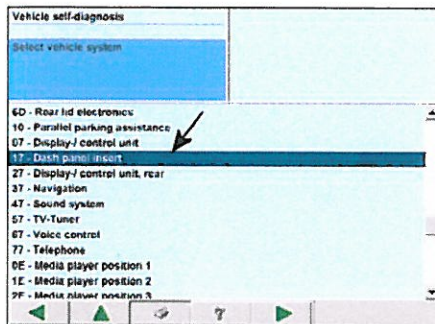 Vehicle self-diagnosis
Select vehicle system
6D - Rear lid electronics
10 - Parallel parking assistance
07 - Display-/ control unit
17 - Dash panel insert
27 - Display-/ control unit, rear
37 - Navigation
47 - Sound system
57 - TV-Tuner
67 - Voice control
77 - Telephone
0E - Media player position 1
1E - Media player position 2
2E - Media player position 3
?